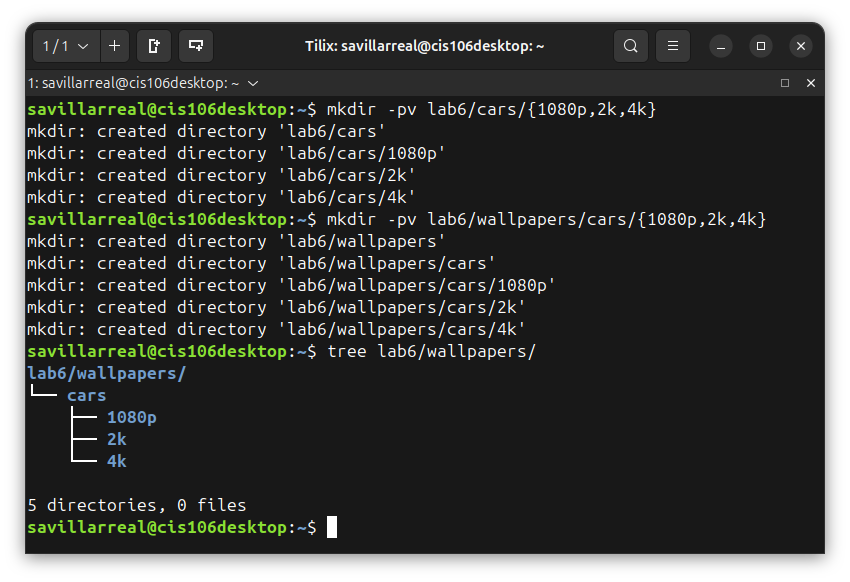 1 / 1
Tilix: savillarreal@cis106desktop: ~
1: savillarreal@cis106desktop: ~
savillarreal@cis106desktop:~$ mkdir -pv lab6/cars/{1080p,2k,4k}
mkdir: created directory 'lab6/cars'
mkdir: created directory 'lab6/cars/1080p'
mkdir: created directory 'lab6/cars/2k'
mkdir: created directory 'lab6/cars/4k'
savillarreal@cis106desktop:~$ mkdir -pv lab6/wallpapers/cars/{1080p,2k,4k}
mkdir: created directory 'lab6/wallpapers'
mkdir: created directory 'lab6/wallpapers/cars'
mkdir: created directory 'lab6/wallpapers/cars/1080p'
mkdir: created directory 'lab6/wallpapers/cars/2k'
mkdir: created directory 'lab6/wallpapers/cars/4k'
savillarreal@cis106desktop:~$ tree lab6/wallpapers/
lab6/wallpapers/
└── cars
    ├── 1080p
    ├── 2k
    └── 4k
5 directories, 0 files
savillarreal@cis106desktop:~$